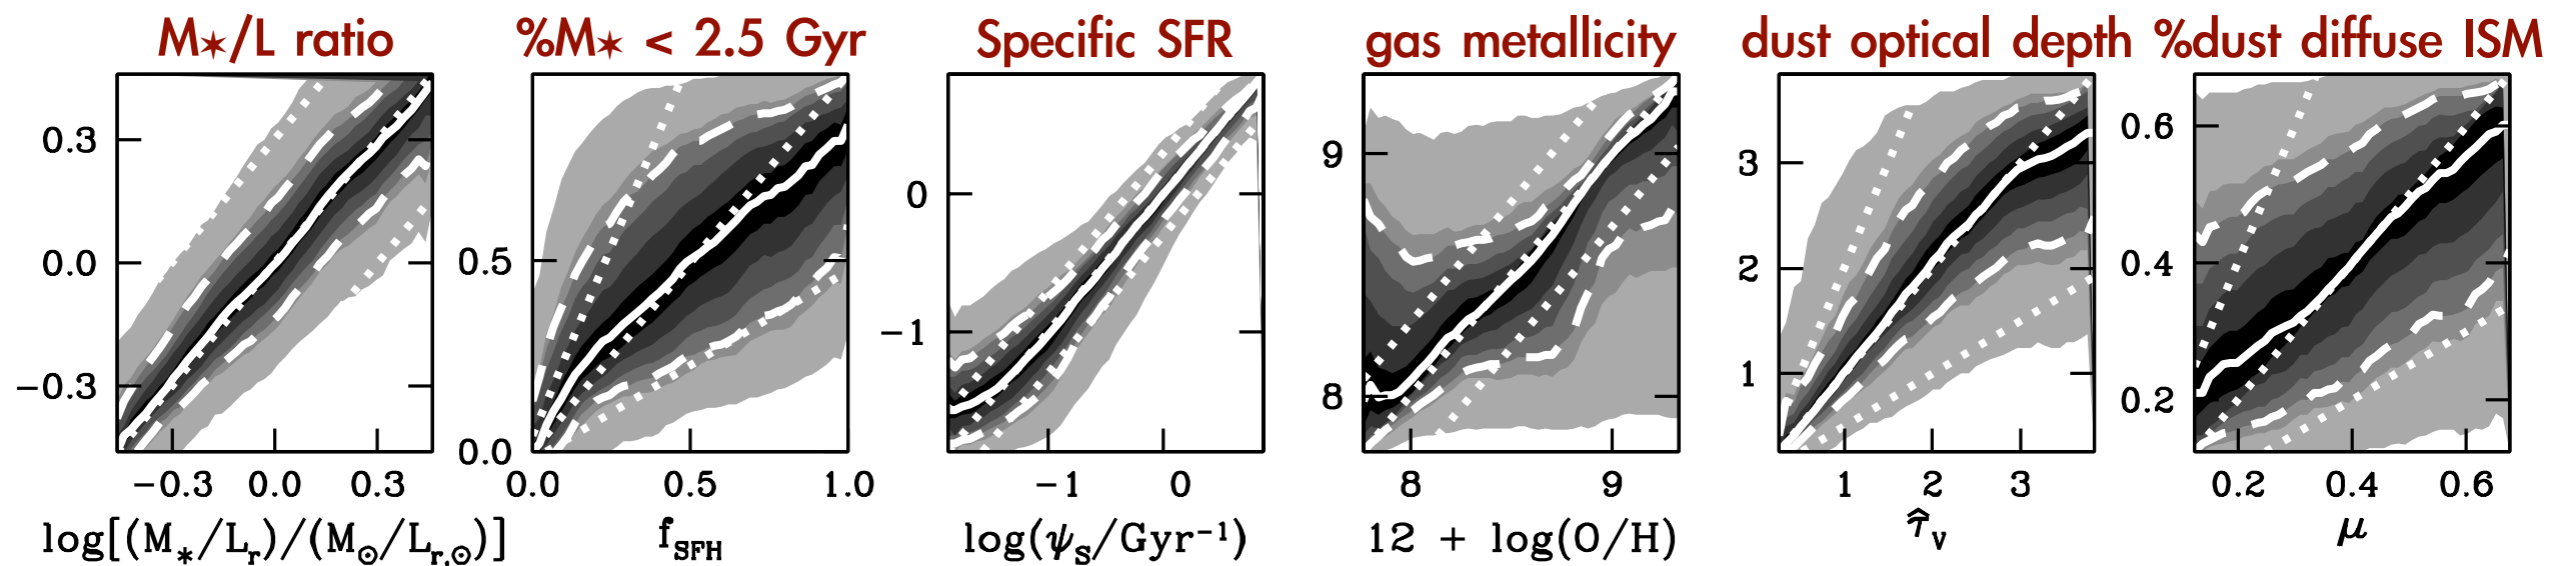 M✶/L ratio
%M✶ < 2.5 Gyr
Specific SFR
gas metallicity
dust optical depth
%dust diffuse ISM
0.3
0.0
−0.3
−0.3 0.0 0.3
log[(M*/Lr)/(M⊙/Lr,⊙)]
0.5
0.0
0.0 0.5 1.0
fSFH
0
−1
−1 0
log(ψS/Gyr⁻¹)
9
8
8 9
12 + log(O/H)
3
2
1
1 2 3
τ̂V
0.6
0.4
0.2
0.2 0.4 0.6
μ